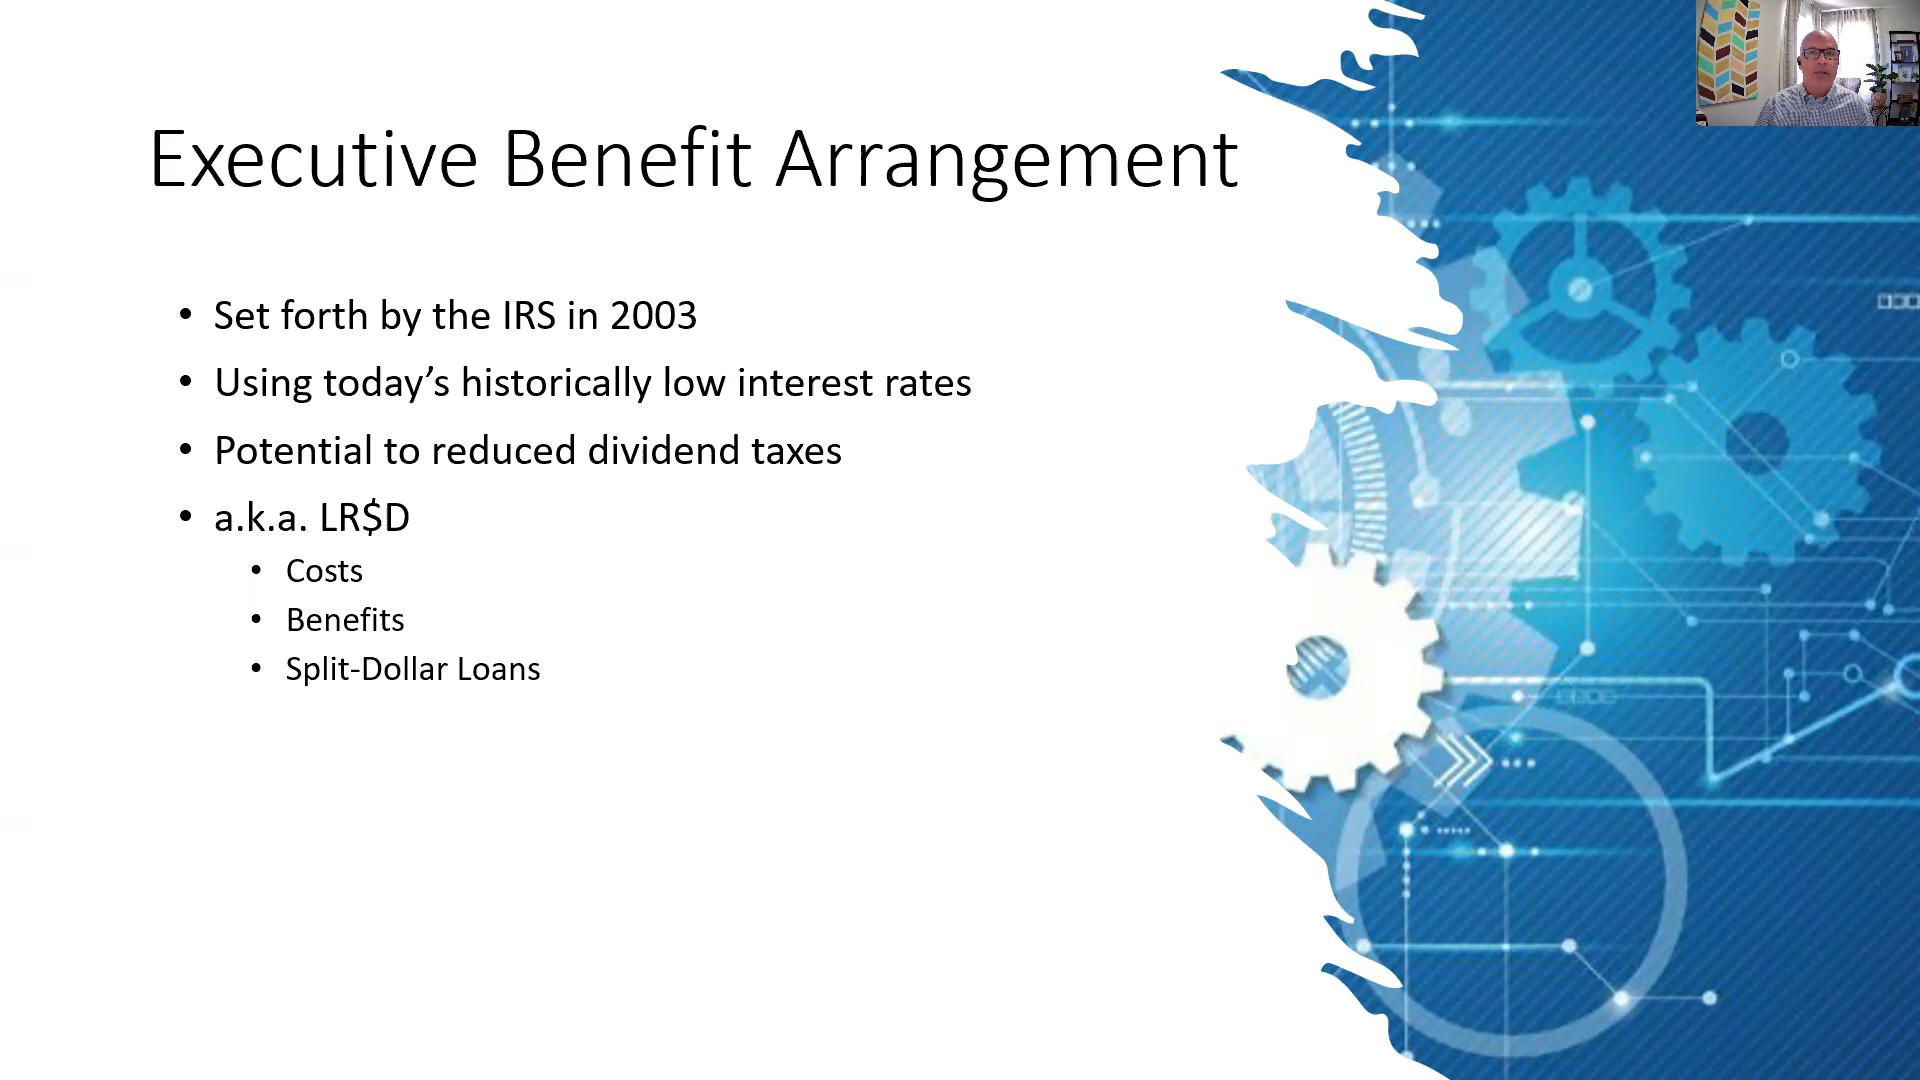 Executive Benefit Arrangement
• Set forth by the IRS in 2003
• Using today’s historically low interest rates
• Potential to reduced dividend taxes
• a.k.a. LR$D
• Costs
• Benefits
• Split-Dollar Loans